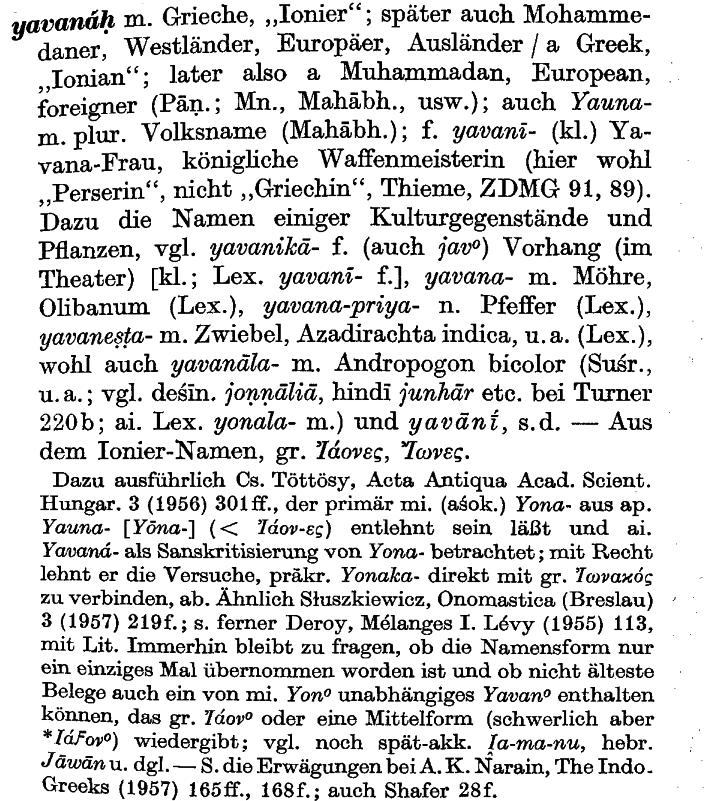 yavanáḥ m. Grieche, „Ionier“; später auch Mohamme-
daner, Westländer, Europäer, Ausländer / a Greek,
„Ionian“; later also a Muhammadan, European,
foreigner (Pāṇ.; Mn., Mahābh., usw.); auch Yauna-
m. plur. Volksname (Mahābh.); f. yavanī- (kl.) Ya-
vana-Frau, königliche Waffenmeisterin (hier wohl
„Perserin“, nicht „Griechin“, Thieme, ZDMG 91, 89).
Dazu die Namen einiger Kulturgegenstände und
Pflanzen, vgl. yavanikā- f. (auch javᵒ) Vorhang (im
Theater) [kl.; Lex. yavanī- f.], yavana- m. Möhre,
Olibanum (Lex.), yavana-priya- n. Pfeffer (Lex.),
yavaneṣṭa- m. Zwiebel, Azadirachta indica, u. a. (Lex.),
wohl auch yavanāla- m. Andropogon bicolor (Suśr.,
u. a.; vgl. deśin. joṇṇāliā, hindī junhār etc. bei Turner
220b; ai. Lex. yonala- m.) und yavānī́, s. d. — Aus
dem Ionier-Namen, gr. Ἰάονες, Ἴωνες.
Dazu ausführlich Cs. Töttösy, Acta Antiqua Acad. Scient.
Hungar. 3 (1956) 301ff., der primär mi. (aśok.) Yona- aus ap.
Yauna- [Yōna-] (< Ἰάον-ες) entlehnt sein läßt und ai.
Yavaná- als Sanskritisierung von Yona- betrachtet; mit Recht
lehnt er die Versuche, präkr. Yonaka- direkt mit gr. Ἰωνακός
zu verbinden, ab. Ähnlich Słuszkiewicz, Onomastica (Breslau)
3 (1957) 219f.; s. ferner Deroy, Mélanges I. Lévy (1955) 113,
mit Lit. Immerhin bleibt zu fragen, ob die Namensform nur
ein einziges Mal übernommen worden ist und ob nicht älteste
Belege auch ein von mi. Yonᵒ unabhängiges Yavanᵒ enthalten
können, das gr. Ἰάονᵒ oder eine Mittelform (schwerlich aber
*ἸάϜονᵒ) wiedergibt; vgl. noch spät-akk. Ia-ma-nu, hebr.
Jāwān u. dgl. — S. die Erwägungen bei A. K. Narain, The Indo-
Greeks (1957) 165ff., 168f.; auch Shafer 28f.